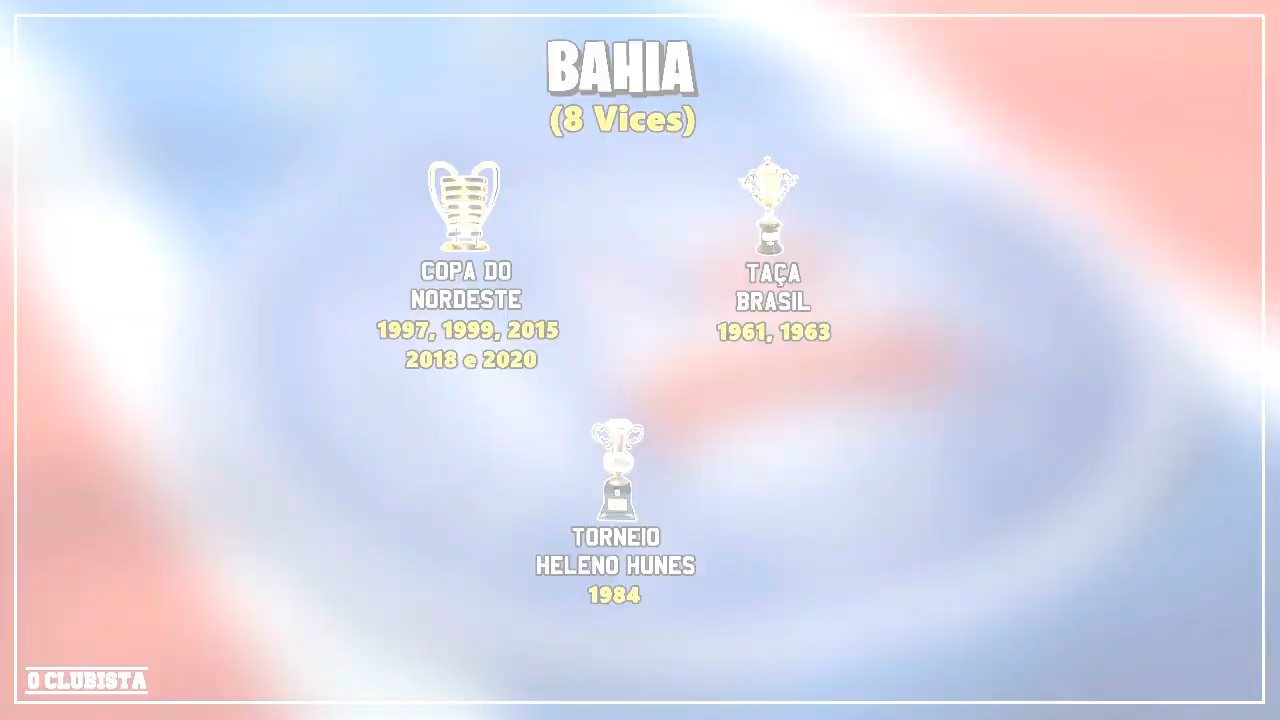 BAHIA
(8 Vices)
COPA DO
NORDESTE
1997, 1999, 2015
2018 e 2020
TAÇA
BRASIL
1961, 1963
TORNEIO
HELENO HUNES
1984
O CLUBISTA